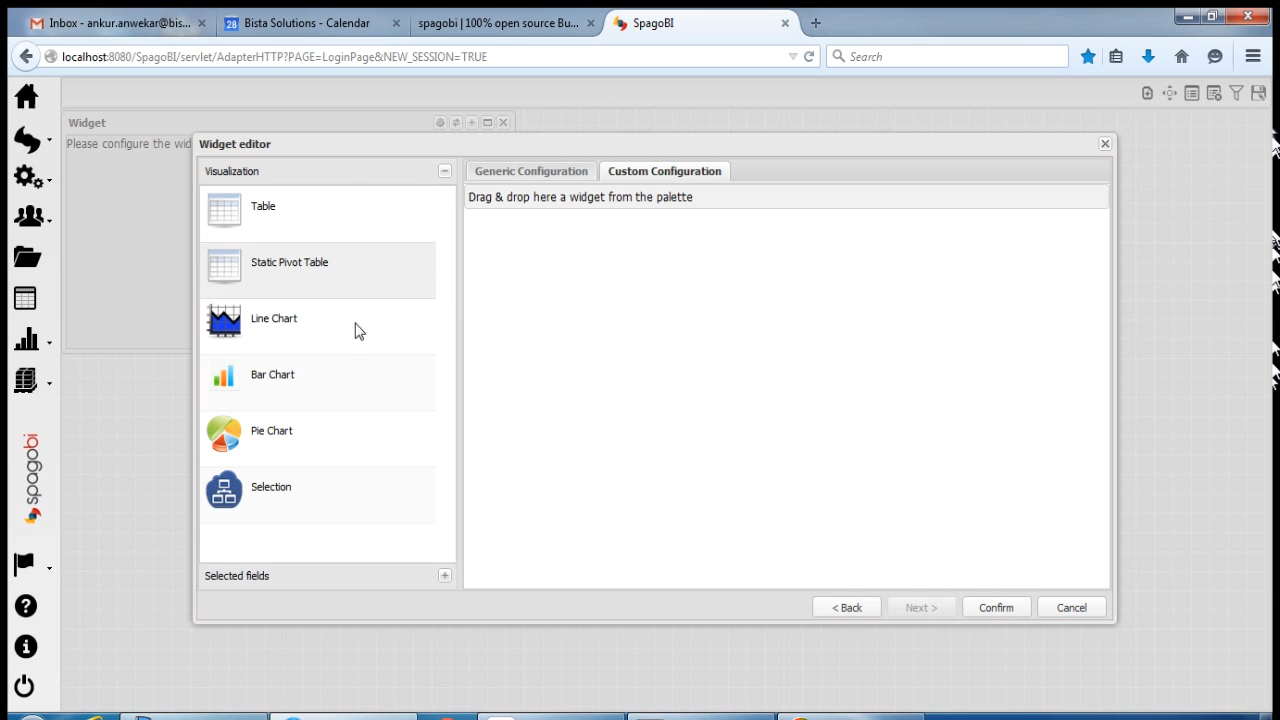 Inbox - ankur.anwekar@bis...
28
Bista Solutions - Calendar
spagobi | 100% open source Bu...
SpagoBI
localhost:8080/SpagoBI/servlet/AdapterHTTP?PAGE=LoginPage&NEW_SESSION=TRUE
Search
Widget
Please configure the wid
Widget editor
Visualization
Generic Configuration
Custom Configuration
Drag & drop here a widget from the palette
Table
Static Pivot Table
Line Chart
Bar Chart
Pie Chart
Selection
Selected fields
< Back
Next >
Confirm
Cancel
spagobi